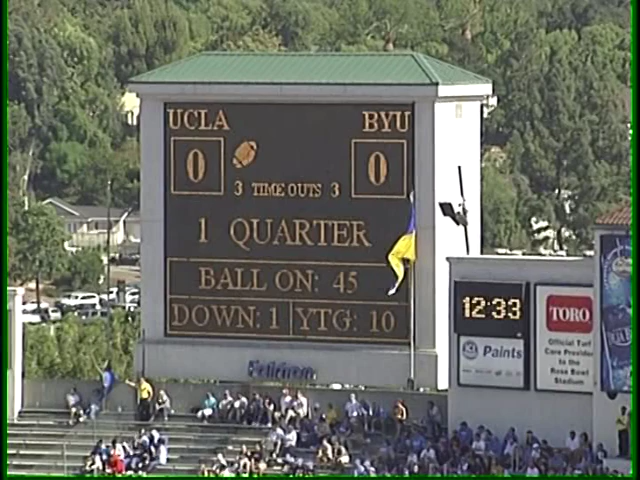 UCLA BYU
0 0
3 TIME OUTS 3
1 QUARTER
BALL ON: 45
DOWN: 1 YTG: 10
12:33
TORO
Paints
Official Turf
Care Provider
to the
Rose Bowl
Stadium